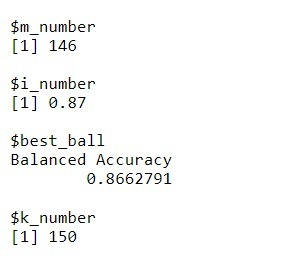 $m_number
[1] 146
$i_number
[1] 0.87
$best_ball
Balanced Accuracy
0.8662791
$k_number
[1] 150